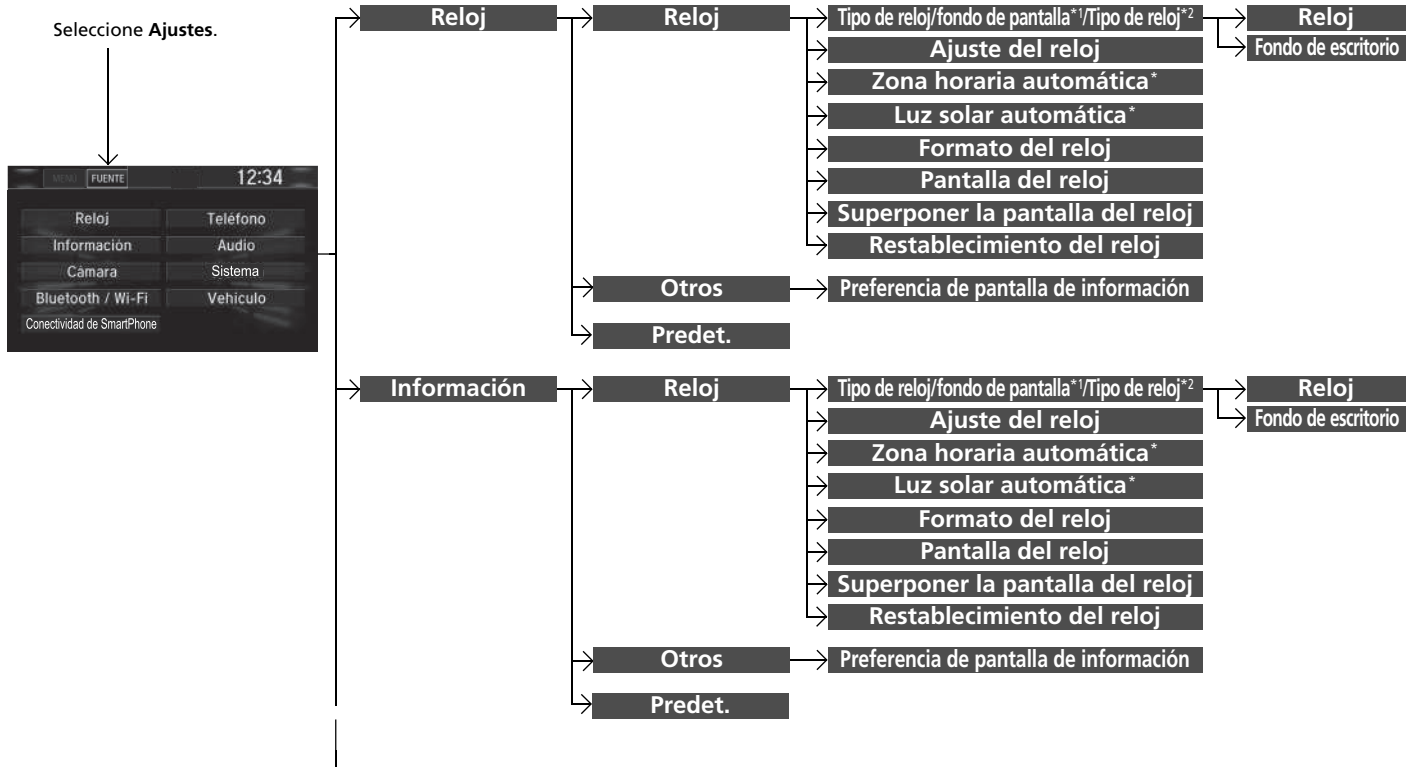 Seleccione Ajustes.
MENÚ FUENTE 12:34
Reloj Teléfono
Información Audio
Cámara Sistema
Bluetooth / Wi-Fi Vehículo
Conectividad de SmartPhone
Reloj
Reloj
Tipo de reloj/fondo de pantalla*1/Tipo de reloj*2
Reloj
Fondo de escritorio
Ajuste del reloj
Zona horaria automática*
Luz solar automática*
Formato del reloj
Pantalla del reloj
Superponer la pantalla del reloj
Restablecimiento del reloj
Otros
Preferencia de pantalla de información
Predet.
Información
Reloj
Tipo de reloj/fondo de pantalla*1/Tipo de reloj*2
Reloj
Fondo de escritorio
Ajuste del reloj
Zona horaria automática*
Luz solar automática*
Formato del reloj
Pantalla del reloj
Superponer la pantalla del reloj
Restablecimiento del reloj
Otros
Preferencia de pantalla de información
Predet.